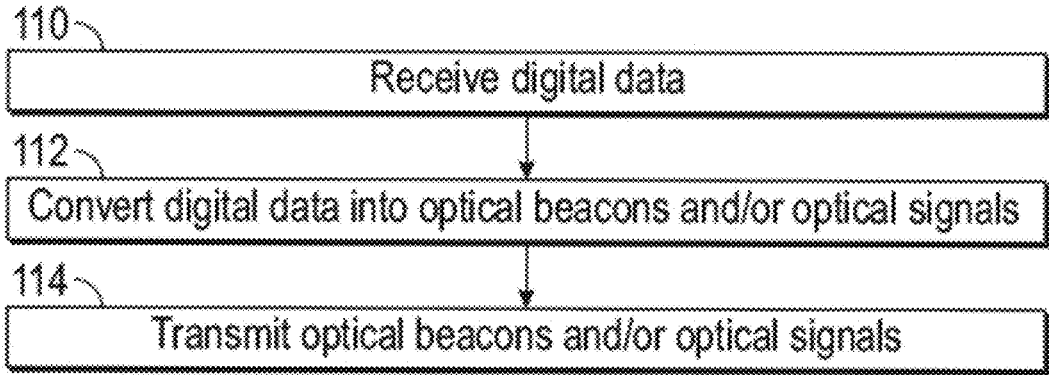 110
Receive digital data
112
Convert digital data into optical beacons and/or optical signals
114
Transmit optical beacons and/or optical signals